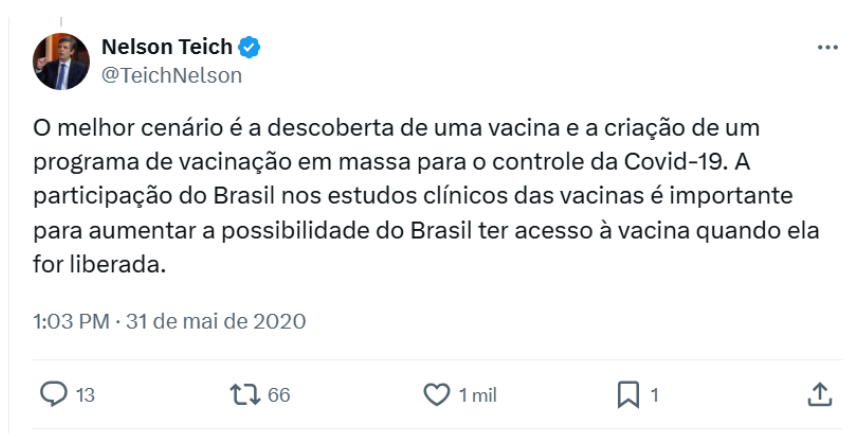 Nelson Teich
@TeichNelson
O melhor cenário é a descoberta de uma vacina e a criação de um
programa de vacinação em massa para o controle da Covid-19. A
participação do Brasil nos estudos clínicos das vacinas é importante
para aumentar a possibilidade do Brasil ter acesso à vacina quando ela
for liberada.
1:03 PM · 31 de mai de 2020
13 66 1 mil 1